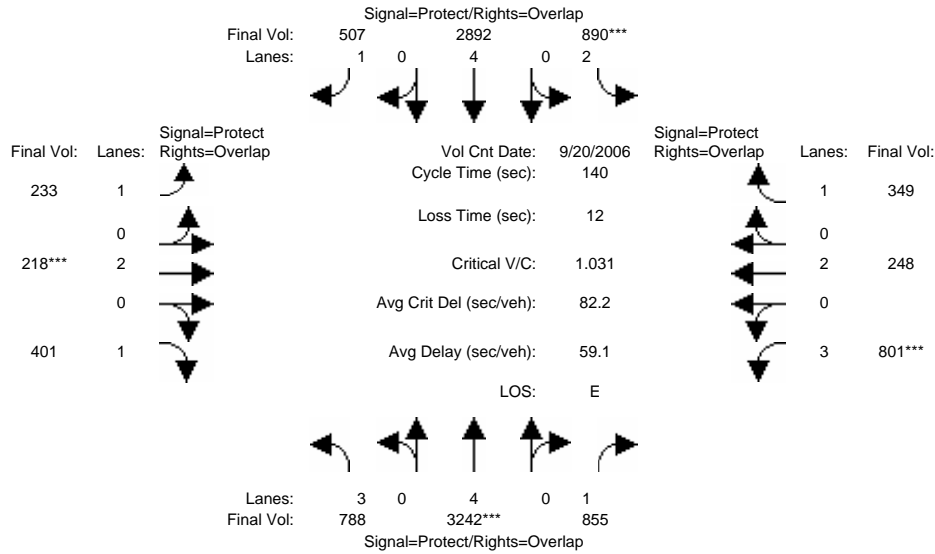 Signal=Protect/Rights=Overlap
Final Vol: 507 2892 890***
Lanes: 1 0 4 0 2
Signal=Protect Signal=Protect
Final Vol: Lanes: Rights=Overlap Vol Cnt Date: 9/20/2006 Rights=Overlap Lanes: Final Vol:
Cycle Time (sec): 140
233 1 1 349
Loss Time (sec): 12
0 0
218*** 2 Critical V/C: 1.031 2 248
0 Avg Crit Del (sec/veh): 82.2 0
401 1 Avg Delay (sec/veh): 59.1 3 801***
LOS: E
Lanes: 3 0 4 0 1
Final Vol: 788 3242*** 855
Signal=Protect/Rights=Overlap